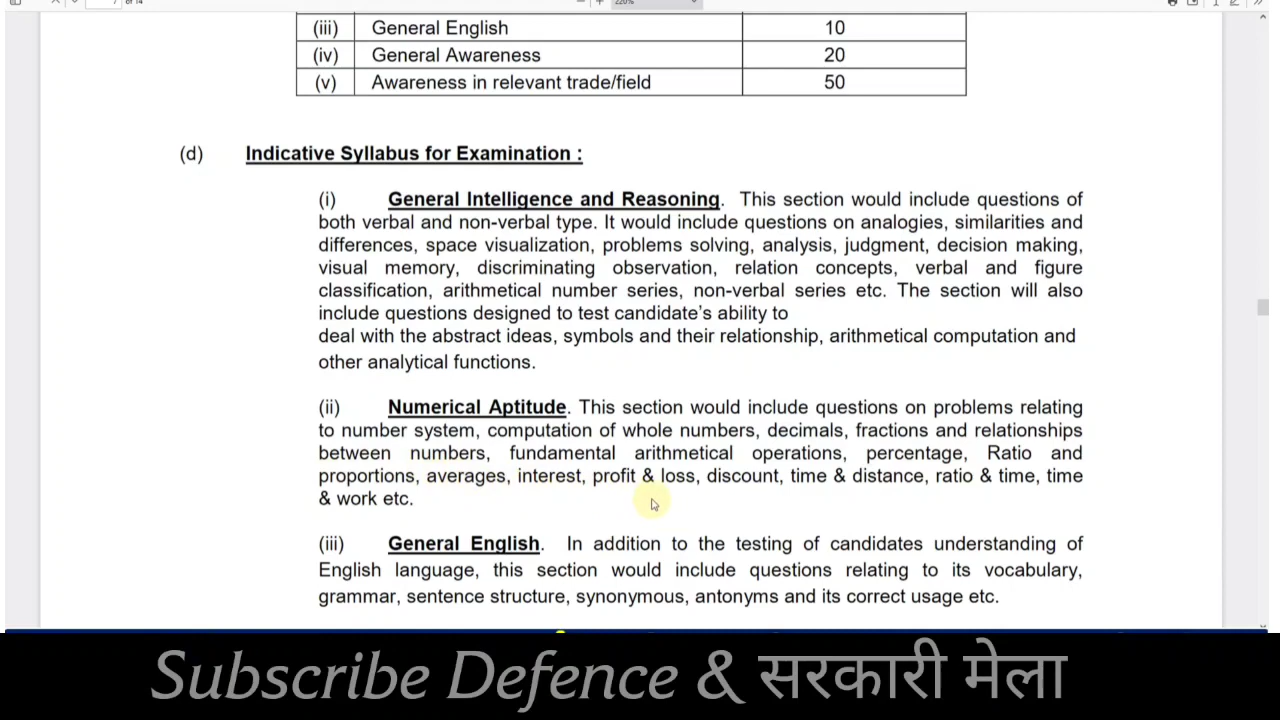 7 of 14
220%
(iii) General English 10
(iv) General Awareness 20
(v) Awareness in relevant trade/field 50
(d) Indicative Syllabus for Examination :
(i) General Intelligence and Reasoning. This section would include questions of
both verbal and non-verbal type. It would include questions on analogies, similarities and
differences, space visualization, problems solving, analysis, judgment, decision making,
visual memory, discriminating observation, relation concepts, verbal and figure
classification, arithmetical number series, non-verbal series etc. The section will also
include questions designed to test candidate's ability to
deal with the abstract ideas, symbols and their relationship, arithmetical computation and
other analytical functions.
(ii) Numerical Aptitude. This section would include questions on problems relating
to number system, computation of whole numbers, decimals, fractions and relationships
between numbers, fundamental arithmetical operations, percentage, Ratio and
proportions, averages, interest, profit & loss, discount, time & distance, ratio & time, time
& work etc.
(iii) General English. In addition to the testing of candidates understanding of
English language, this section would include questions relating to its vocabulary,
grammar, sentence structure, synonymous, antonyms and its correct usage etc.
Subscribe Defence & सरकारी मेला